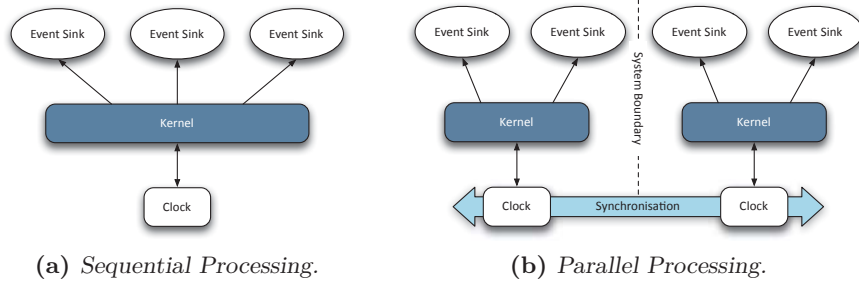 Event Sink Event Sink Event Sink
Kernel
Clock
(a) Sequential Processing.
Event Sink Event Sink Event Sink Event Sink
System Boundary
Kernel Kernel
Clock Synchronisation Clock
(b) Parallel Processing.